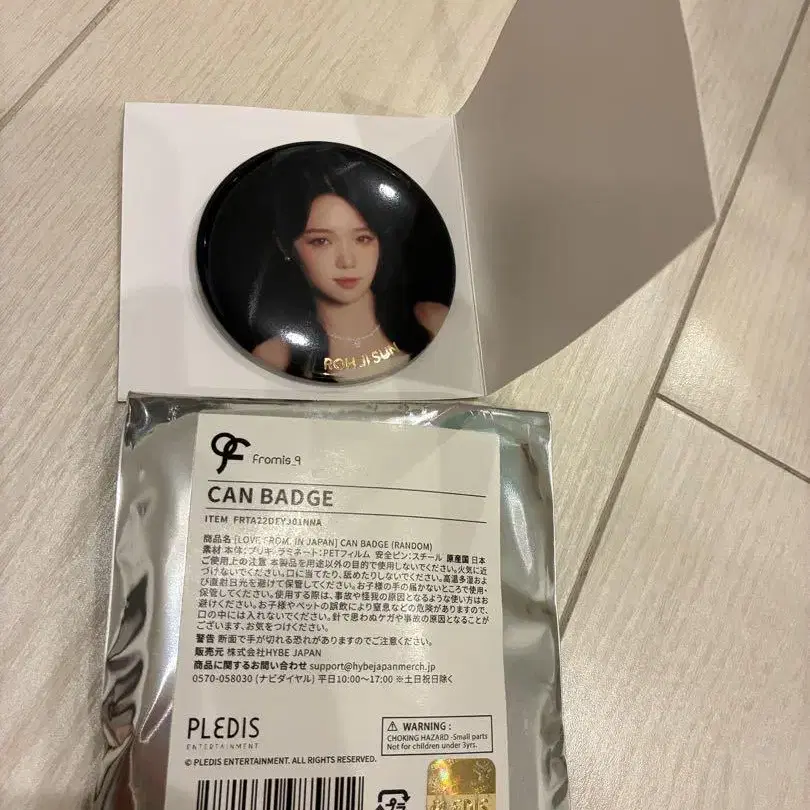 ROH JI SUN
fromis_9
CAN BADGE
ITEM FRTA22DEYJ01NNA
商品名 [LOVE FROM. IN JAPAN] CAN BADGE (RANDOM)
素材 本体:ブリキ ラミネート:PETフィルム 安全ピン:スチール 原産国 日本
ご使用上の注意 本製品を用途以外の目的で使用しないでください。火気に近
づけないでください。口に当てたり、舐めたりしないでください。高温多湿およ
び直射日光を避けて保管してください。お子様の手の届かないところで使用・
保管してください。使用する際は、事故や怪我の原因となるような使い方はお
避けください。お子様やペットの誤飲により窒息などの危険がありますので、
口の中には入れないでください。針で思わぬケガや事故の原因となることが
ございます、お気をつけください。
警告 断面で手が切れる恐れがありますのでご注意ください。
販売元 株式会社HYBE JAPAN
商品に関するお問い合わせ support@hybejapanmerch.jp
0570-058030 (ナビダイヤル) 平日10:00〜17:00 ※土日祝日除く
PLEDIS
ENTERTAINMENT
⚠ WARNING :
CHOKING HAZARD -Small parts
Not for children under 3yrs.
© PLEDIS ENTERTAINMENT. ALL RIGHTS RESERVED.
プラ
PLEDIS